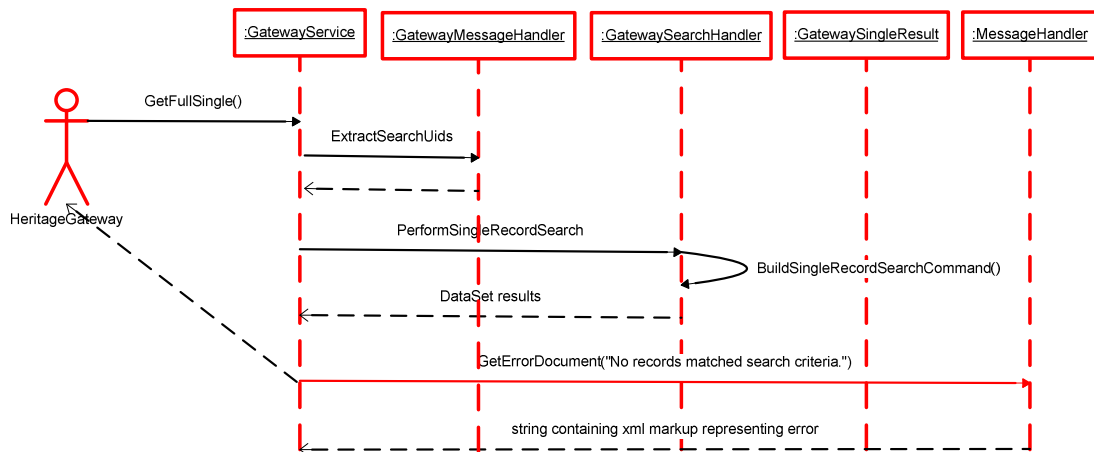 :GatewayService
:GatewayMessageHandler
:GatewaySearchHandler
:GatewaySingleResult
:MessageHandler
GetFullSingle()
ExtractSearchUids
HeritageGateway
PerformSingleRecordSearch
BuildSingleRecordSearchCommand()
DataSet results
GetErrorDocument("No records matched search criteria.")
string containing xml markup representing error